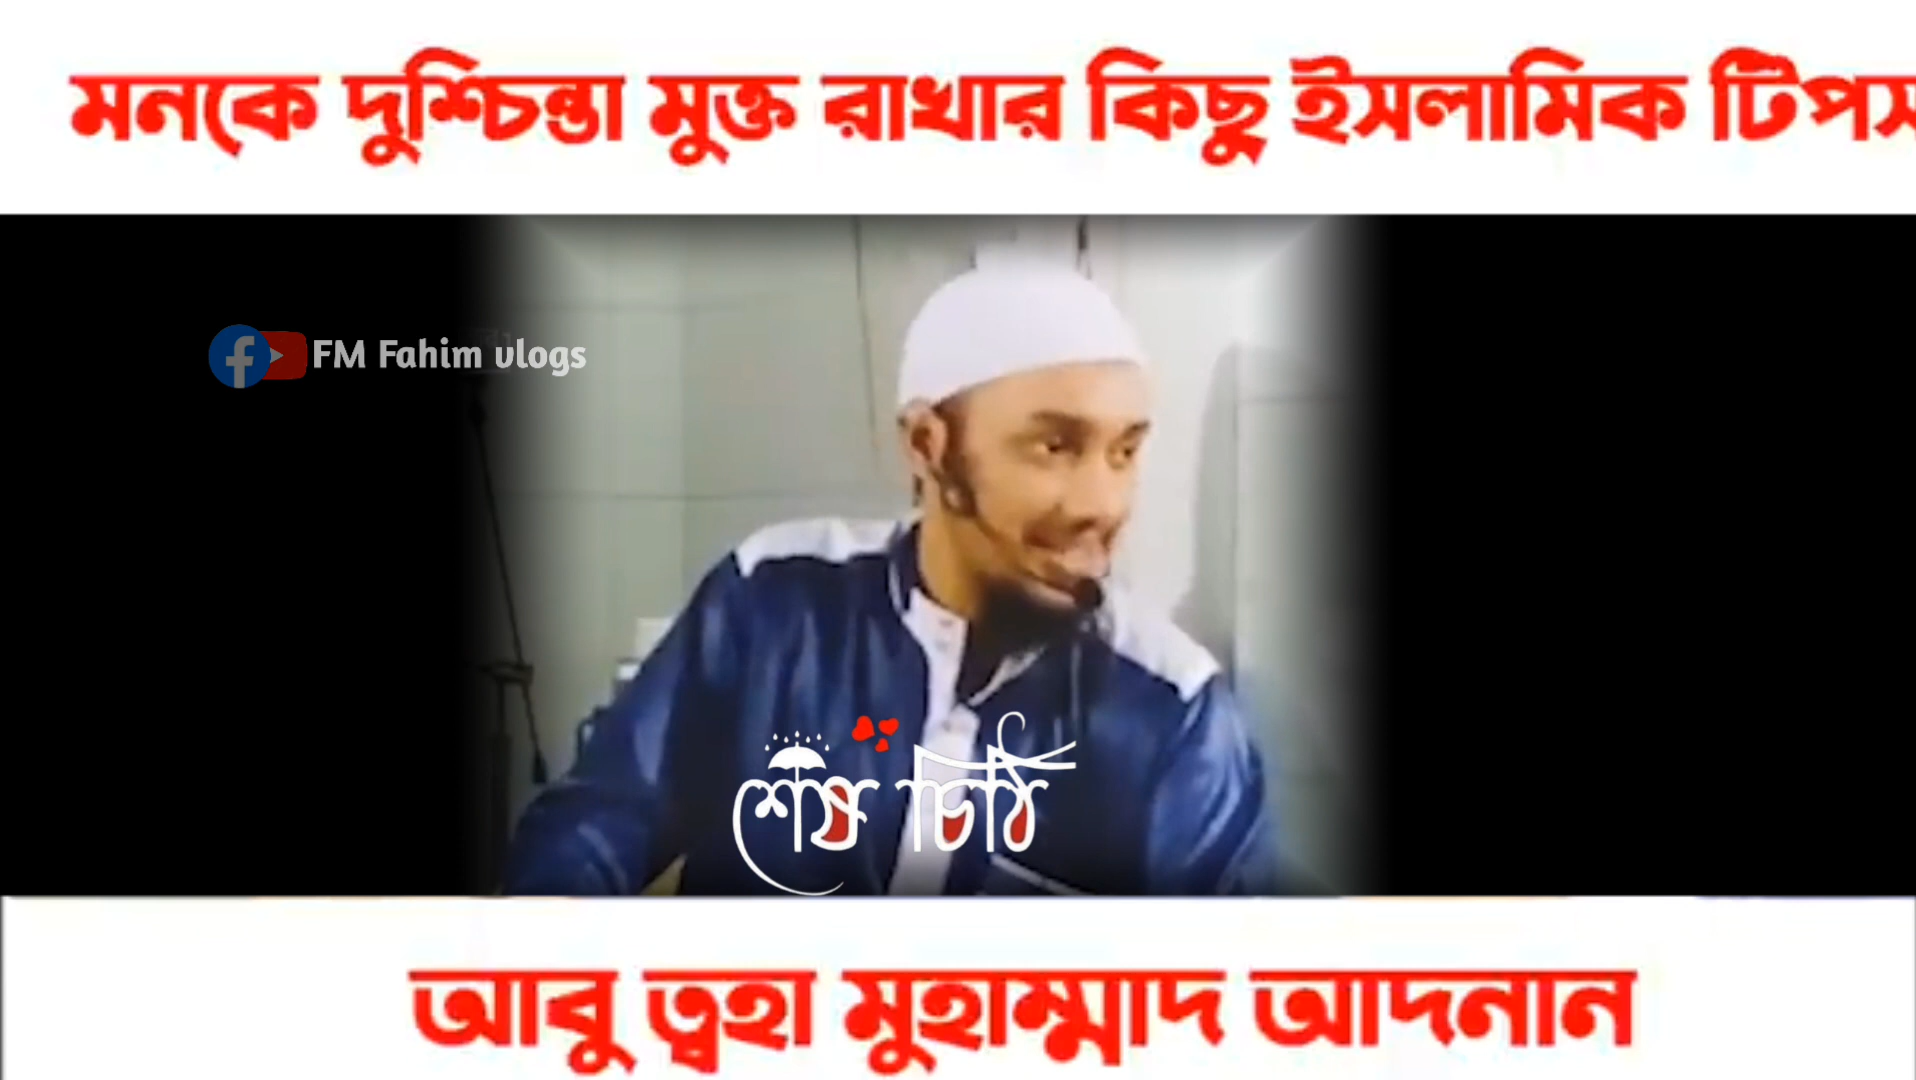 মনকে দুশ্চিন্তা মুক্ত রাখার কিছু ইসলামিক টিপস
FM Fahim vlogs
শেষ চিঠি
আবু ত্বহা মুহাম্মাদ আদনান